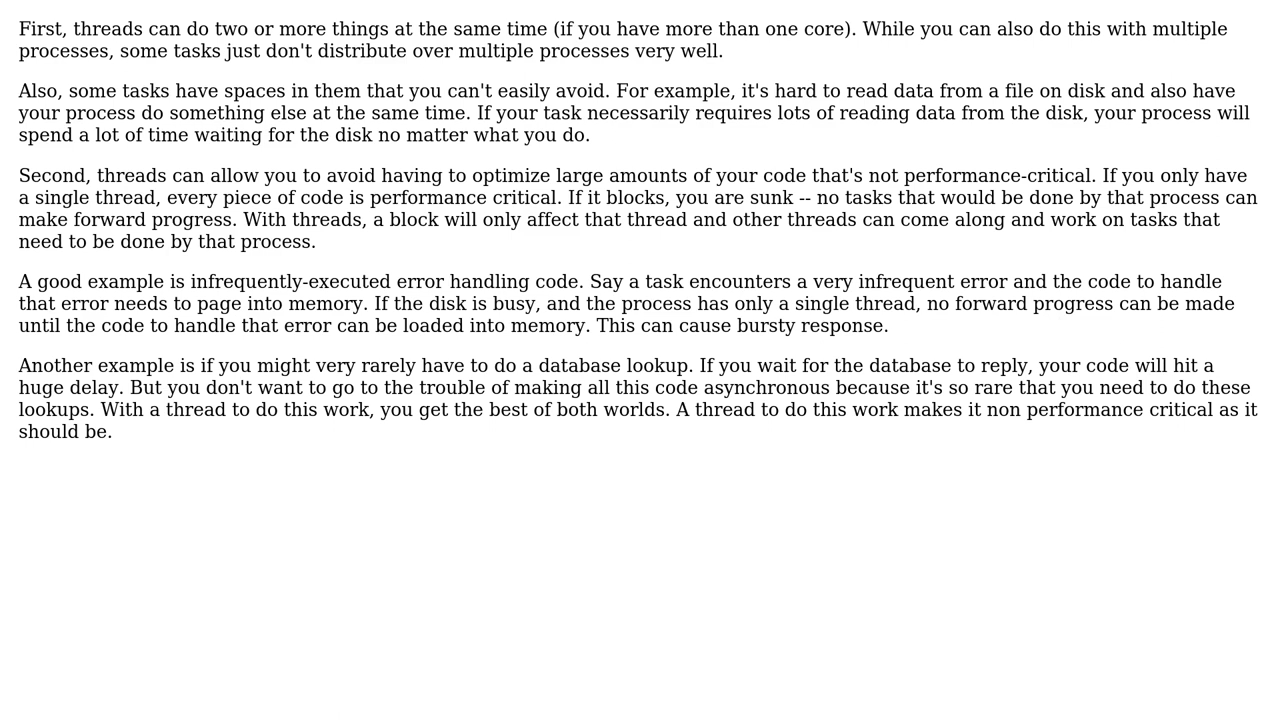 First, threads can do two or more things at the same time (if you have more than one core). While you can also do this with multiple
processes, some tasks just don't distribute over multiple processes very well.
Also, some tasks have spaces in them that you can't easily avoid. For example, it's hard to read data from a file on disk and also have
your process do something else at the same time. If your task necessarily requires lots of reading data from the disk, your process will
spend a lot of time waiting for the disk no matter what you do.
Second, threads can allow you to avoid having to optimize large amounts of your code that's not performance-critical. If you only have
a single thread, every piece of code is performance critical. If it blocks, you are sunk -- no tasks that would be done by that process can
make forward progress. With threads, a block will only affect that thread and other threads can come along and work on tasks that
need to be done by that process.
A good example is infrequently-executed error handling code. Say a task encounters a very infrequent error and the code to handle
that error needs to page into memory. If the disk is busy, and the process has only a single thread, no forward progress can be made
until the code to handle that error can be loaded into memory. This can cause bursty response.
Another example is if you might very rarely have to do a database lookup. If you wait for the database to reply, your code will hit a
huge delay. But you don't want to go to the trouble of making all this code asynchronous because it's so rare that you need to do these
lookups. With a thread to do this work, you get the best of both worlds. A thread to do this work makes it non performance critical as it
should be.